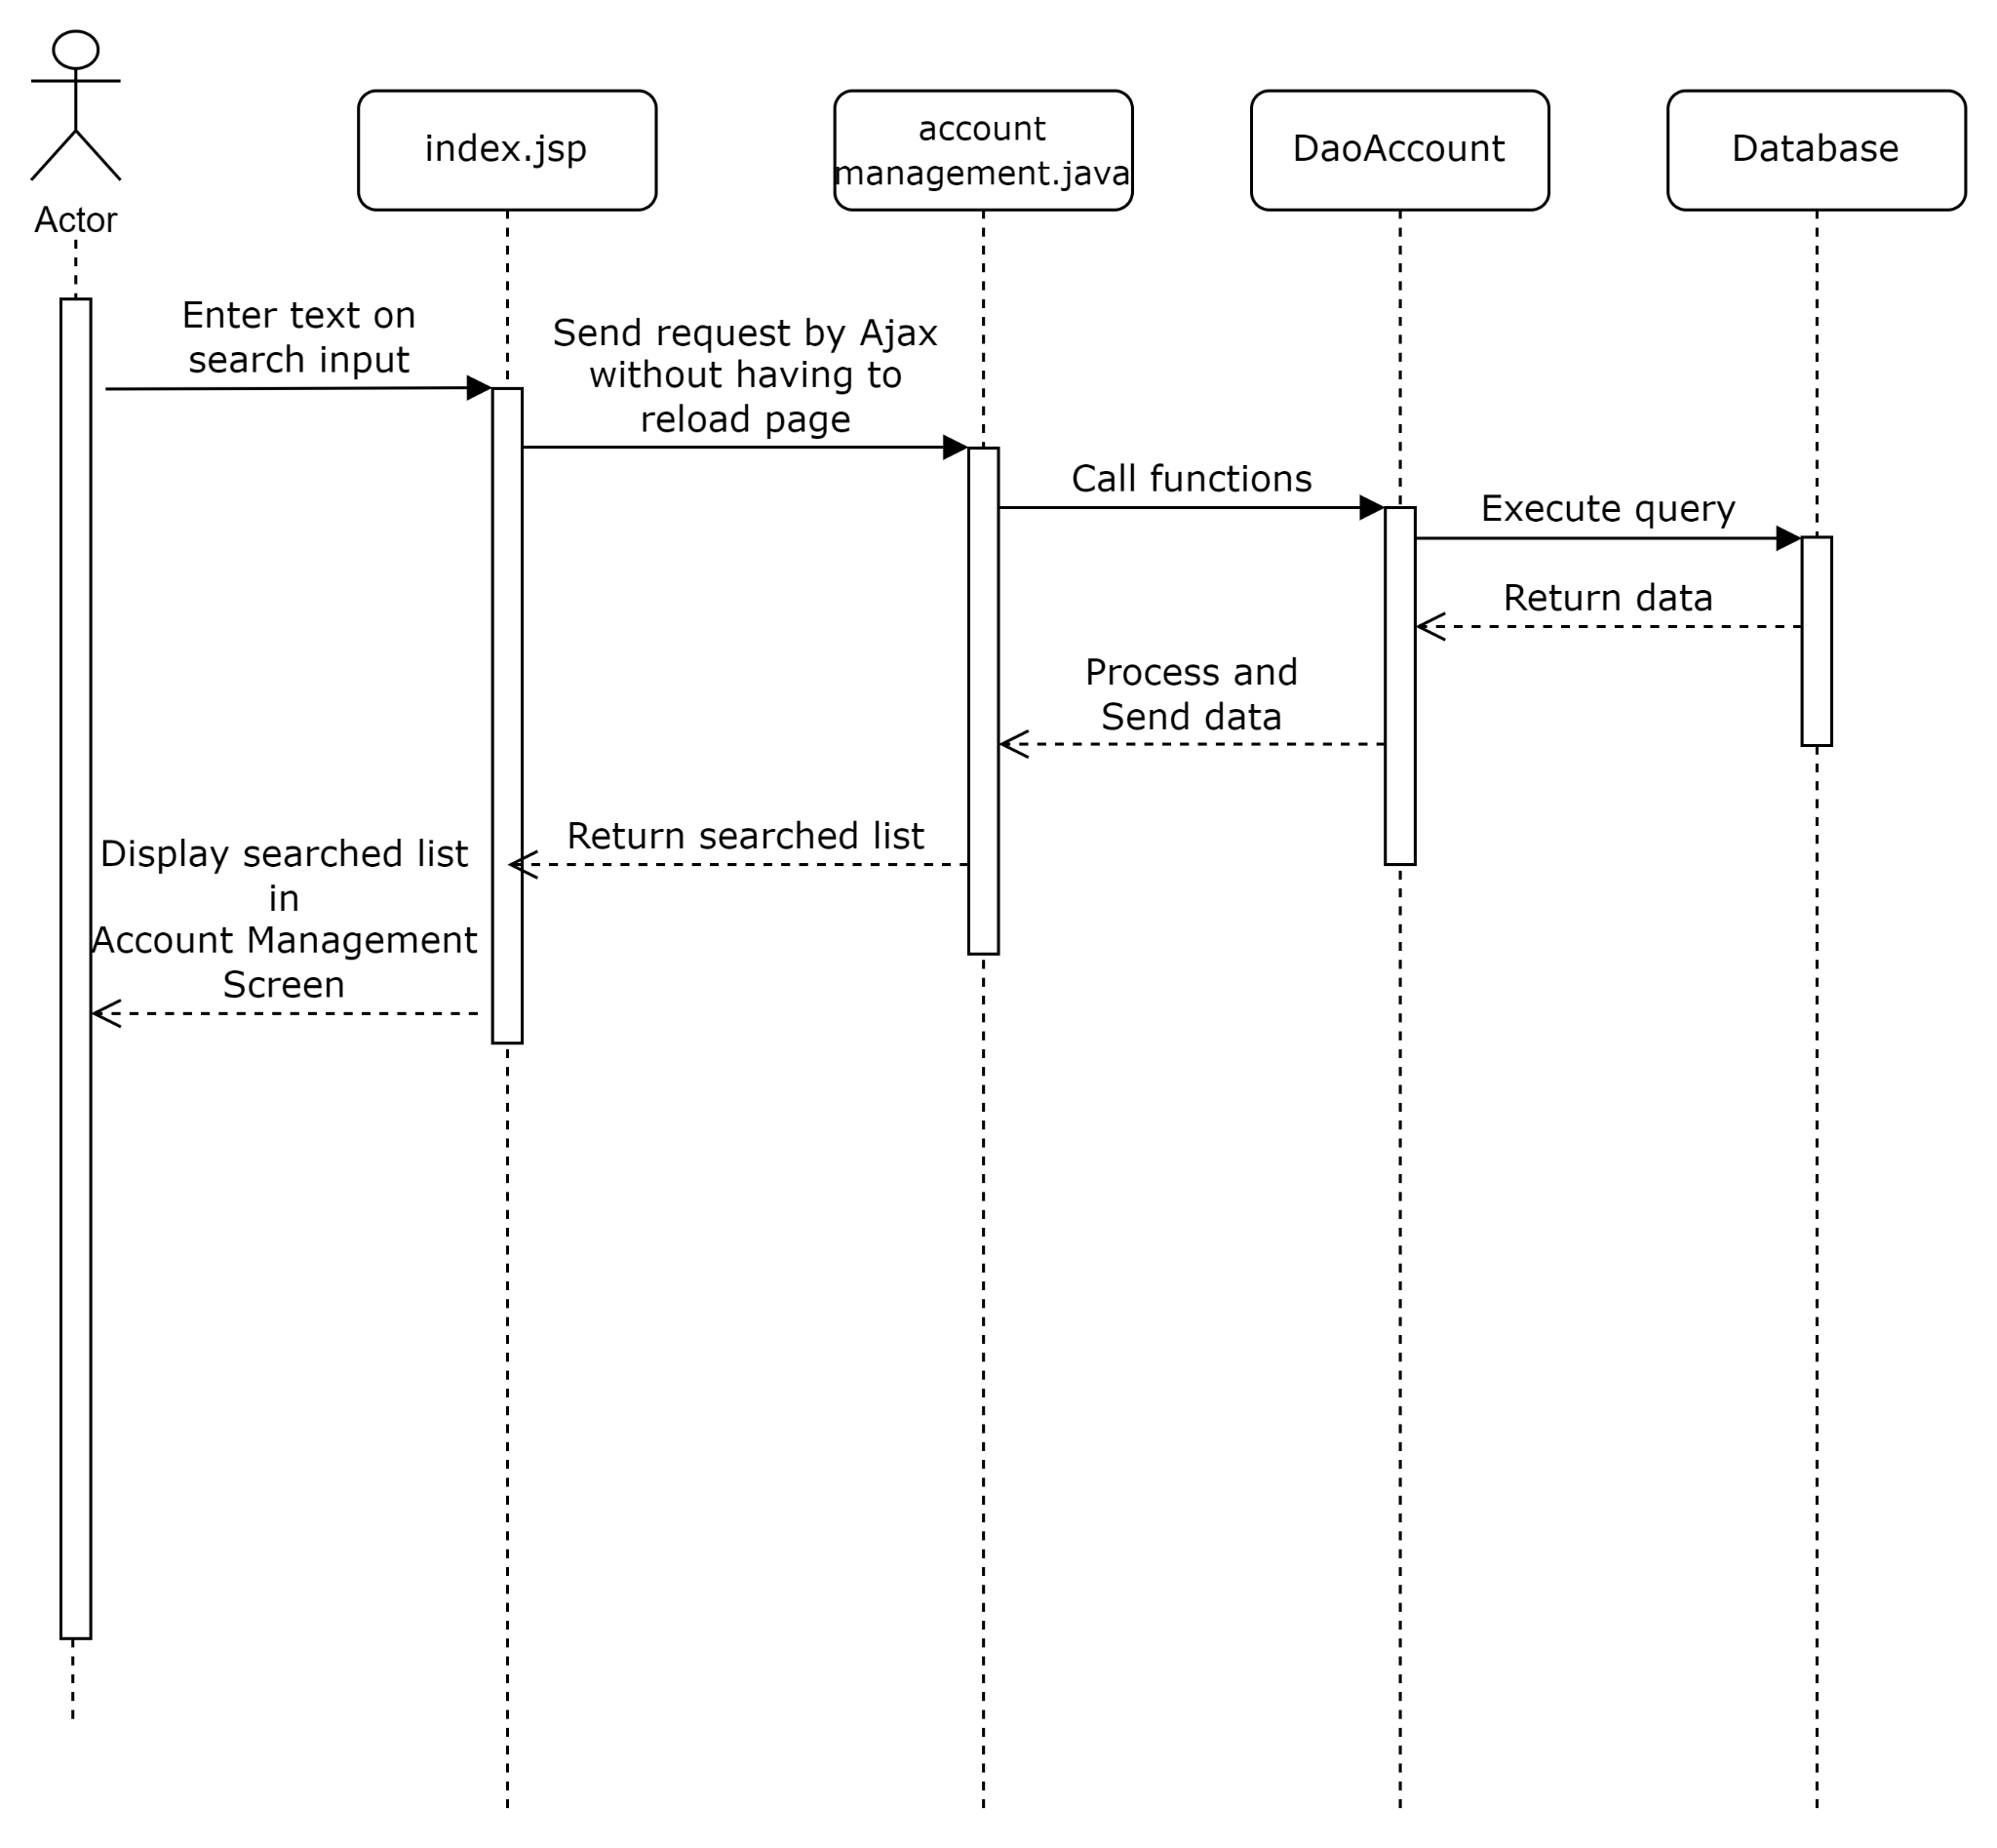 Actor
index.jsp
account
management.java
DaoAccount
Database
Enter text on
search input
Send request by Ajax
without having to
reload page
Call functions
Execute query
Return data
Process and
Send data
Return searched list
Display searched list
in
Account Management
Screen